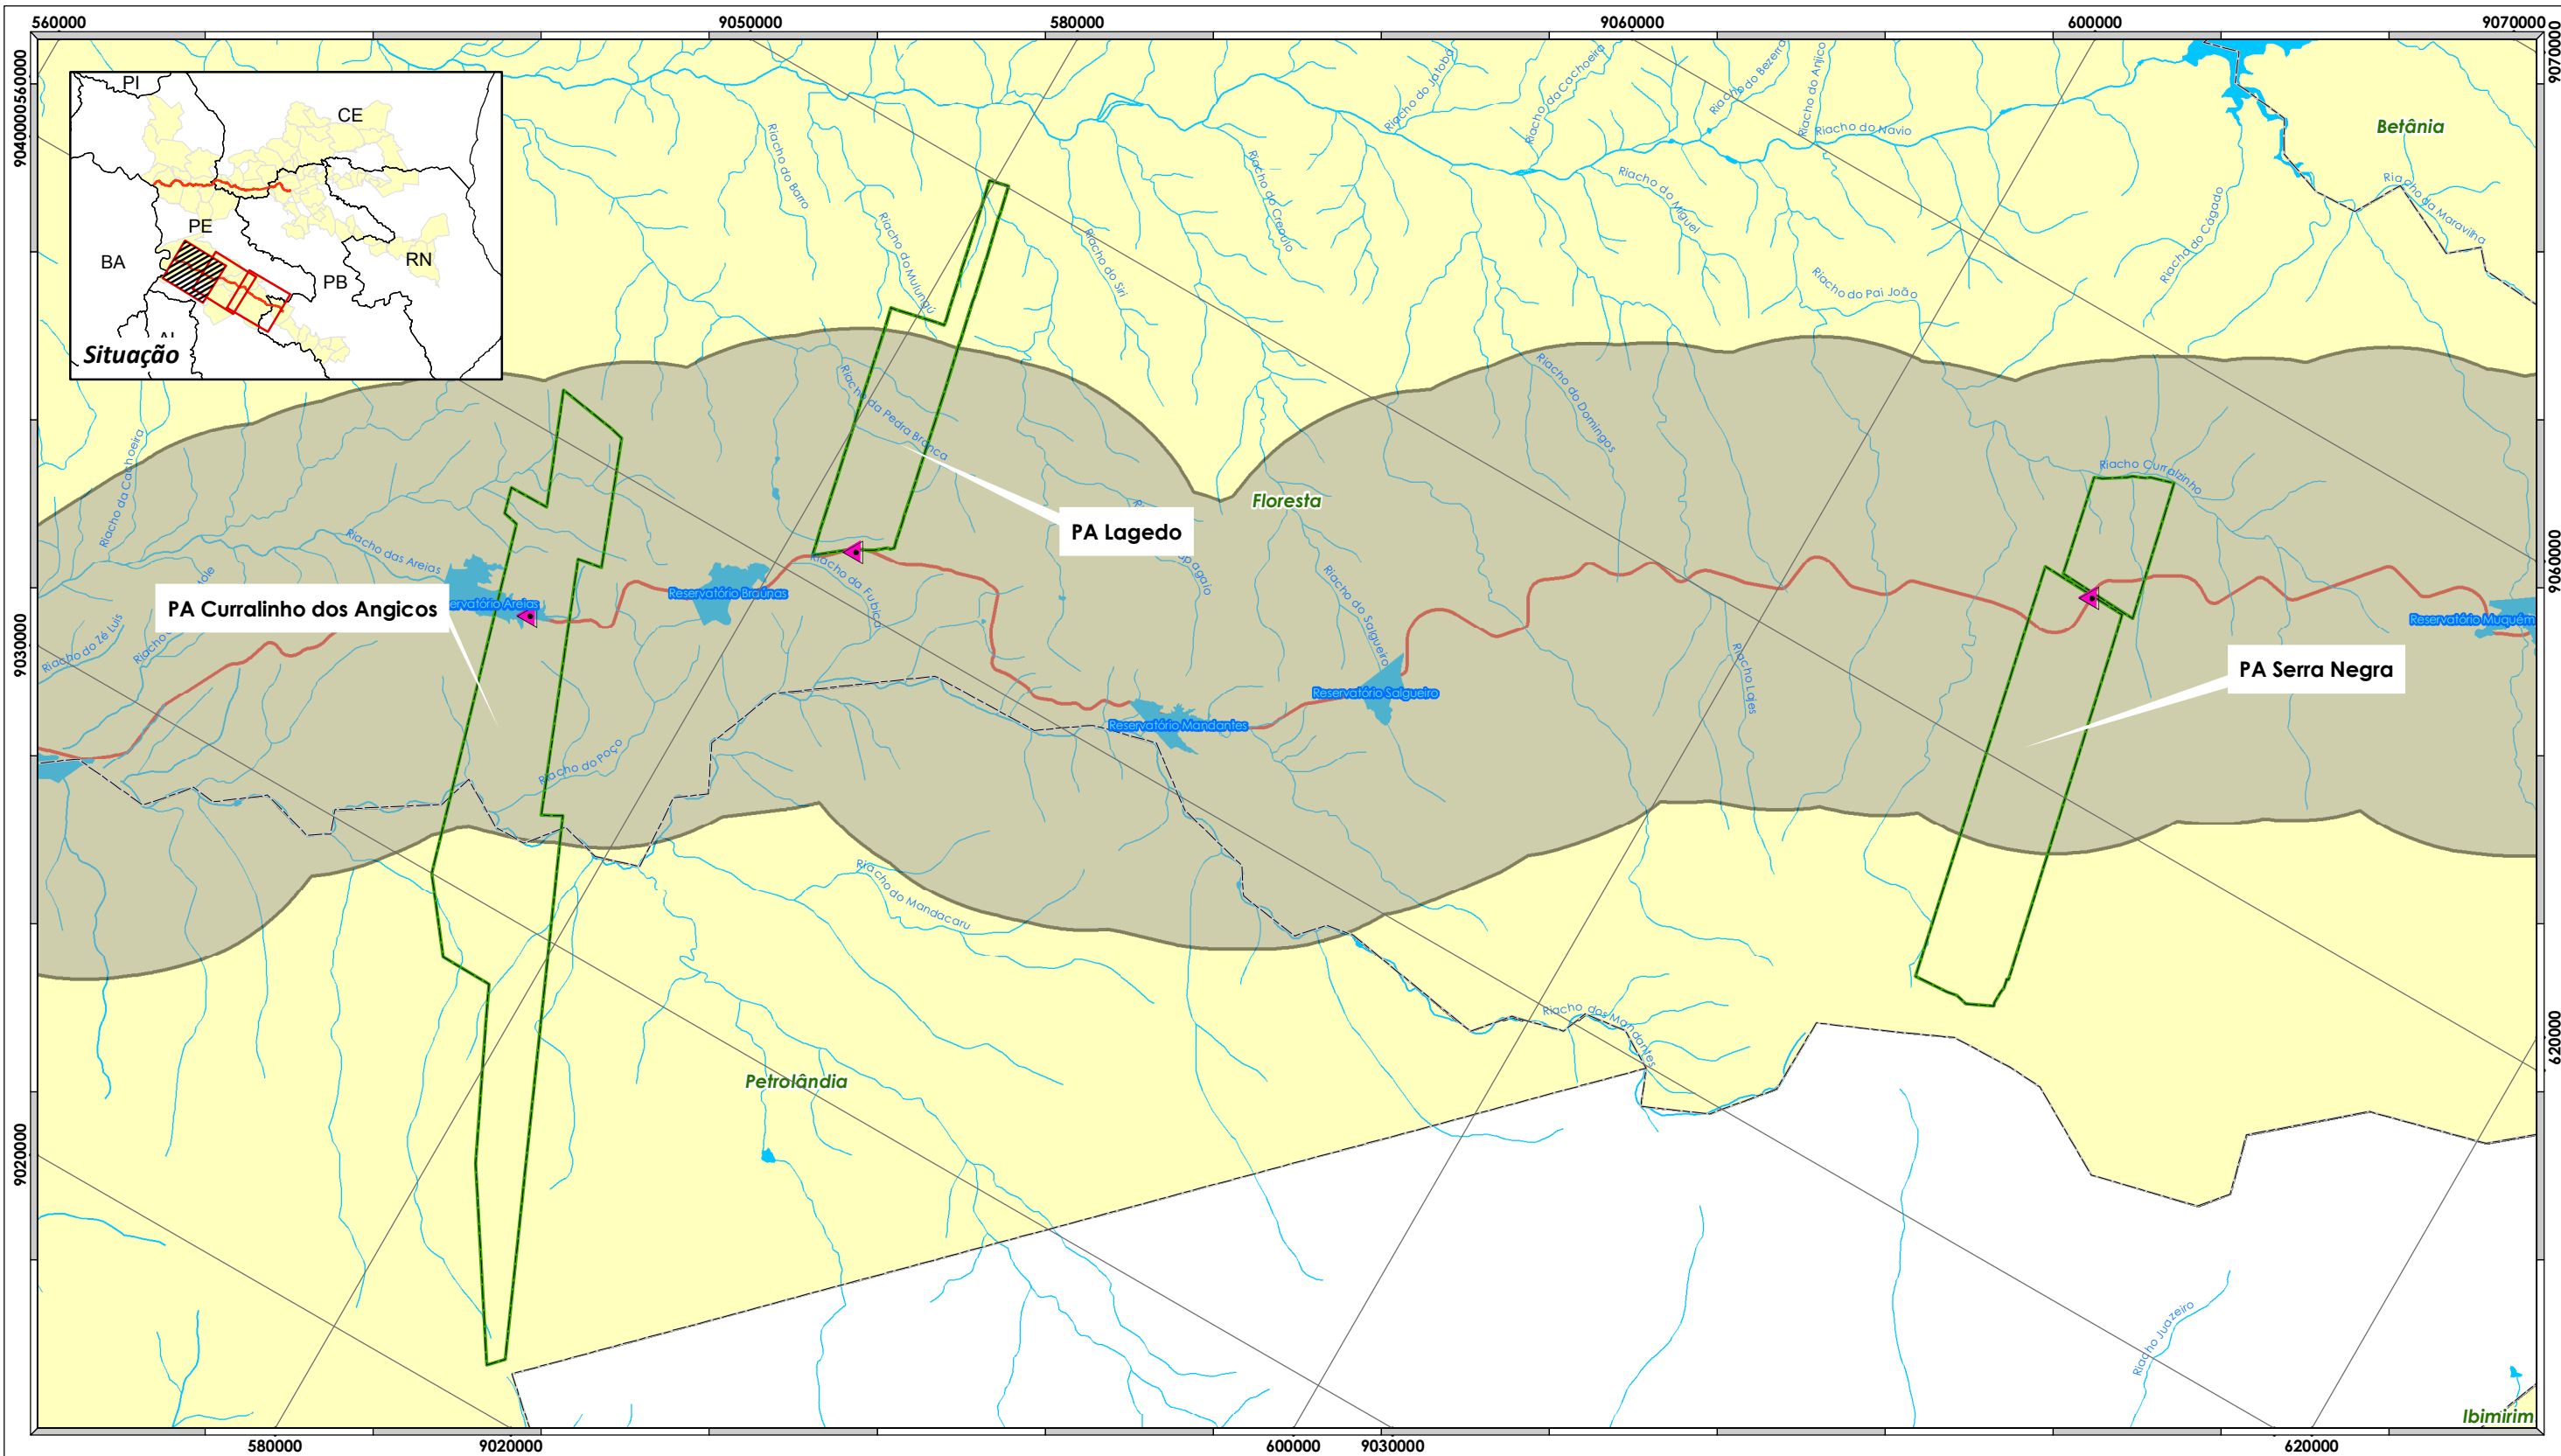 560000
9050000
580000
9060000
600000
9070000
9070000
560000
9040000
9030000
9020000
9060000
620000
580000
9020000
600000
9030000
620000
PI
CE
PE
BA
PB
RN
Situação
Riacho do Jatobá
Riacho da Cachoeira
Riacho do Bezerra
Riacho do Anjico
Riacho do Navio
Betânia
Riacho da Maravilha
Riacho do Cágado
Riacho do Barro
Riacho do Mulungú
Riacho do Siri
Riacho do Creoulo
Riacho do Miguel
Riacho do Pai João
Riacho da Pedra Branca
Riacho do Domingos
Riacho Curralzinho
Floresta
PA Lagedo
Riacho da Cachoeira
Riacho das Areias
Reservatório Braúnas
Riacho da Fubica
Riacho do Salgueiro
PA Curralinho dos Angicos
Riacho do Zé Luis
Reservatório Muquém
PA Serra Negra
Riacho Lajes
Reservatório Salgueiro
Reservatório Mandantes
Riacho do Poço
Riacho do Mandacaru
Riacho dos Mandantes
Petrolândia
Riacho Juazeiro
Ibimirim